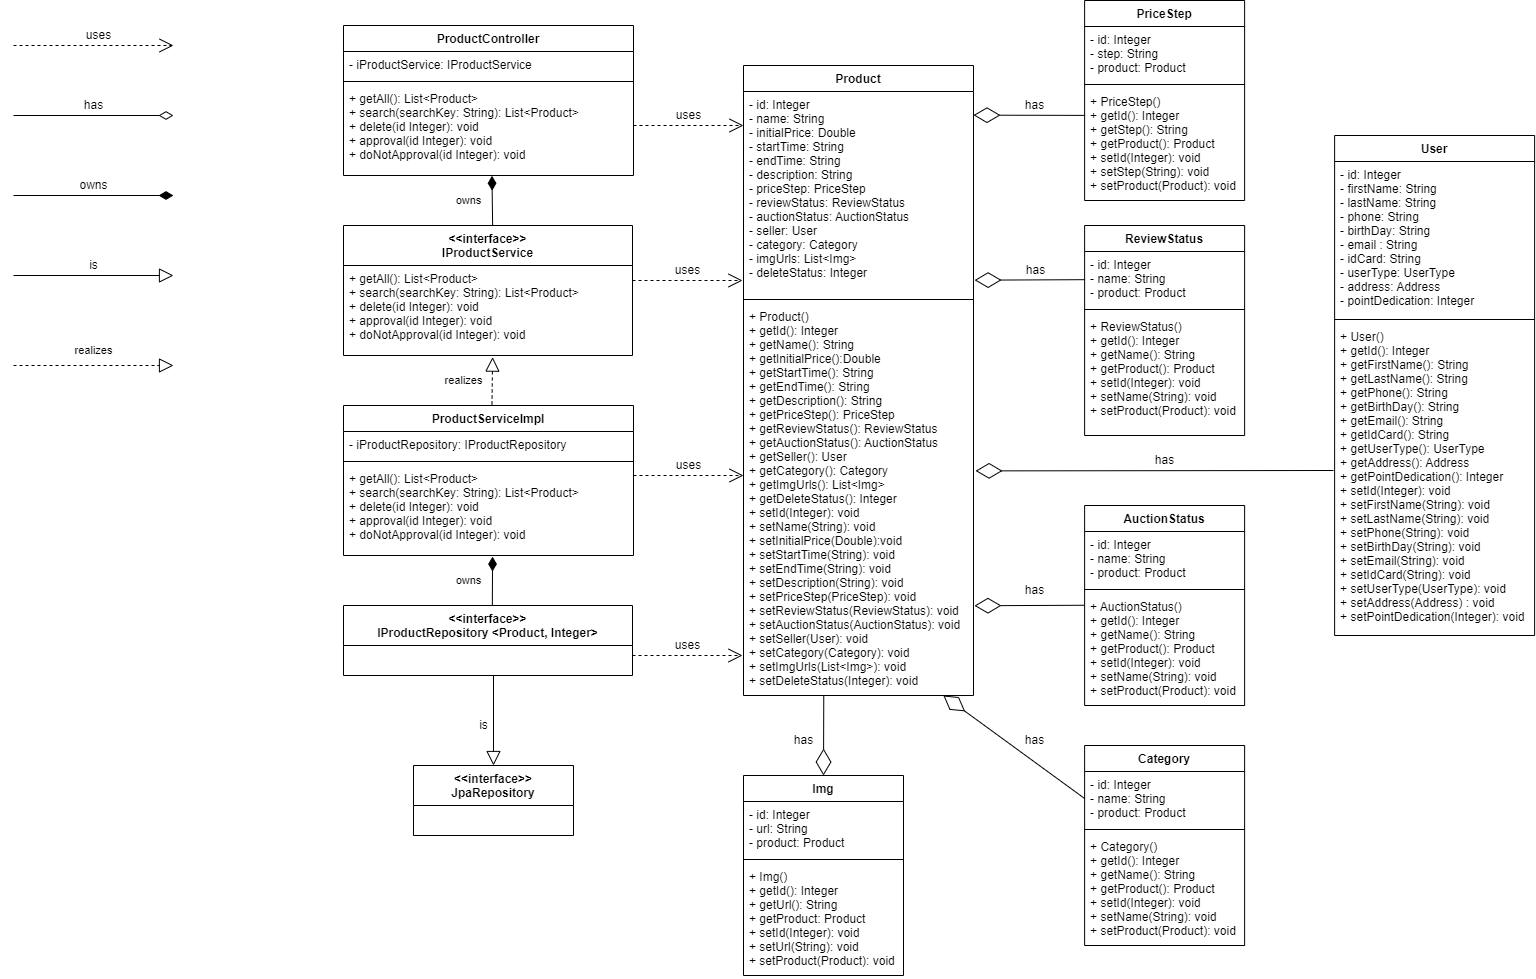 uses
has
owns
is
realizes
ProductController
- iProductService: IProductService
+ getAll(): List<Product>
+ search(searchKey: String): List<Product>
+ delete(id Integer): void
+ approval(id Integer): void
+ doNotApproval(id Integer): void
owns
<<interface>>
IProductService
+ getAll(): List<Product>
+ search(searchKey: String): List<Product>
+ delete(id Integer): void
+ approval(id Integer): void
+ doNotApproval(id Integer): void
realizes
ProductServiceImpl
- iProductRepository: IProductRepository
+ getAll(): List<Product>
+ search(searchKey: String): List<Product>
+ delete(id Integer): void
+ approval(id Integer): void
+ doNotApproval(id Integer): void
owns
<<interface>>
IProductRepository <Product, Integer>
is
<<interface>>
JpaRepository
uses
uses
uses
uses
Product
- id: Integer
- name: String
- initialPrice: Double
- startTime: String
- endTime: String
- description: String
- priceStep: PriceStep
- reviewStatus: ReviewStatus
- auctionStatus: AuctionStatus
- seller: User
- category: Category
- imgUrls: List<Img>
- deleteStatus: Integer
+ Product()
+ getId(): Integer
+ getName(): String
+ getInitialPrice():Double
+ getStartTime(): String
+ getEndTime(): String
+ getDescription(): String
+ getPriceStep(): PriceStep
+ getReviewStatus(): ReviewStatus
+ getAuctionStatus(): AuctionStatus
+ getSeller(): User
+ getCategory(): Category
+ getImgUrls(): List<Img>
+ getDeleteStatus(): Integer
+ setId(Integer): void
+ setName(String): void
+ setInitialPrice(Double):void
+ setStartTime(String): void
+ setEndTime(String): void
+ setDescription(String): void
+ setPriceStep(PriceStep): void
+ setReviewStatus(ReviewStatus): void
+ setAuctionStatus(AuctionStatus): void
+ setSeller(User): void
+ setCategory(Category): void
+ setImgUrls(List<Img>): void
+ setDeleteStatus(Integer): void
has
Img
- id: Integer
- url: String
- product: Product
+ Img()
+ getId(): Integer
+ getUrl(): String
+ getProduct: Product
+ setId(Integer): void
+ setUrl(String): void
+ setProduct(Product): void
has
has
has
has
has
PriceStep
- id: Integer
- step: String
- product: Product
+ PriceStep()
+ getId(): Integer
+ getStep(): String
+ getProduct(): Product
+ setId(Integer): void
+ setStep(String): void
+ setProduct(Product): void
ReviewStatus
- id: Integer
- name: String
- product: Product
+ ReviewStatus()
+ getId(): Integer
+ getName(): String
+ getProduct(): Product
+ setId(Integer): void
+ setName(String): void
+ setProduct(Product): void
AuctionStatus
- id: Integer
- name: String
- product: Product
+ AuctionStatus()
+ getId(): Integer
+ getName(): String
+ getProduct(): Product
+ setId(Integer): void
+ setName(String): void
+ setProduct(Product): void
Category
- id: Integer
- name: String
- product: Product
+ Category()
+ getId(): Integer
+ getName(): String
+ getProduct(): Product
+ setId(Integer): void
+ setName(String): void
+ setProduct(Product): void
User
- id: Integer
- firstName: String
- lastName: String
- phone: String
- birthDay: String
- email : String
- idCard: String
- userType: UserType
- address: Address
- pointDedication: Integer
+ User()
+ getId(): Integer
+ getFirstName(): String
+ getLastName(): String
+ getPhone(): String
+ getBirthDay(): String
+ getEmail(): String
+ getIdCard(): String
+ getUserType(): UserType
+ getAddress(): Address
+ getPointDedication(): Integer
+ setId(Integer): void
+ setFirstName(String): void
+ setLastName(String): void
+ setPhone(String): void
+ setBirthDay(String): void
+ setEmail(String): void
+ setIdCard(String): void
+ setUserType(UserType): void
+ setAddress(Address) : void
+ setPointDedication(Integer): void